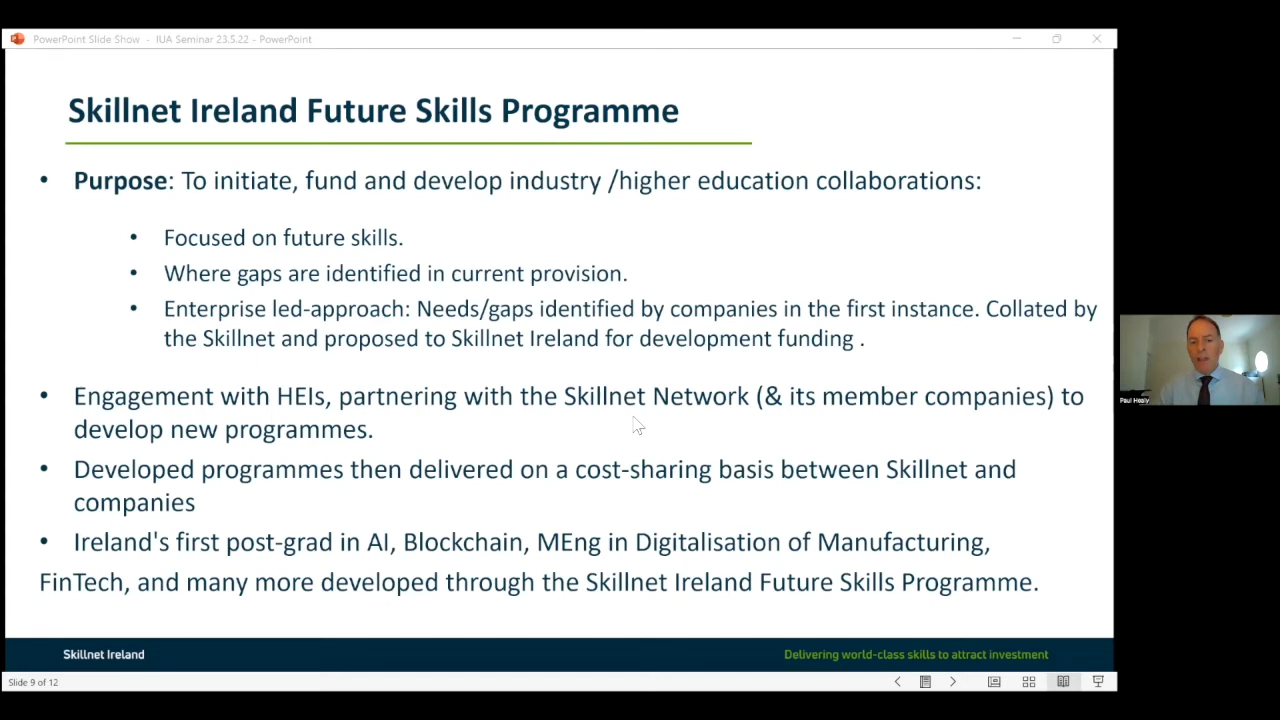 PowerPoint Slide Show - IUA Seminar 23.5.22 - PowerPoint
Skillnet Ireland Future Skills Programme
• Purpose: To initiate, fund and develop industry /higher education collaborations:
• Focused on future skills.
• Where gaps are identified in current provision.
• Enterprise led-approach: Needs/gaps identified by companies in the first instance. Collated by
the Skillnet and proposed to Skillnet Ireland for development funding .
• Engagement with HEIs, partnering with the Skillnet Network (& its member companies) to
develop new programmes.
• Developed programmes then delivered on a cost-sharing basis between Skillnet and
companies
• Ireland's first post-grad in AI, Blockchain, MEng in Digitalisation of Manufacturing,
FinTech, and many more developed through the Skillnet Ireland Future Skills Programme.
Paul Healy
Skillnet Ireland
Delivering world-class skills to attract investment
Slide 9 of 12